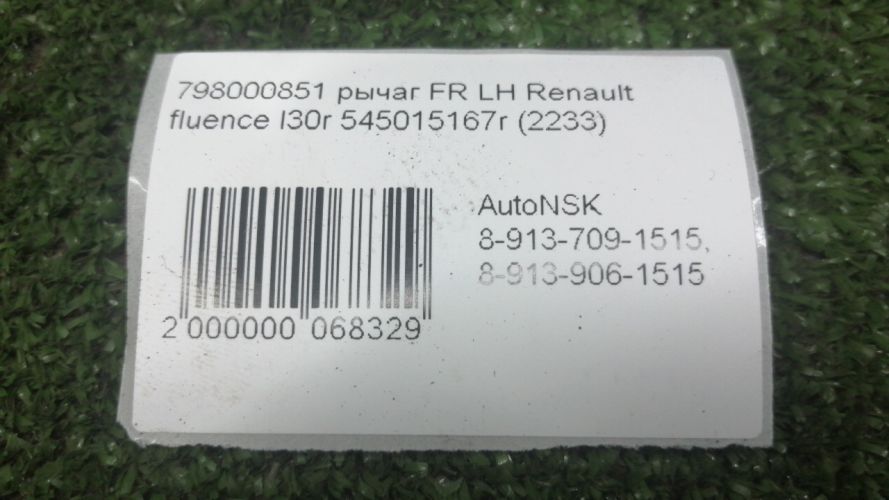 798000851 рычаг FR LH Renault
fluence l30r 545015167r (2233)
AutoNSK
8-913-709-1515,
8-913-906-1515
2 000000 068329